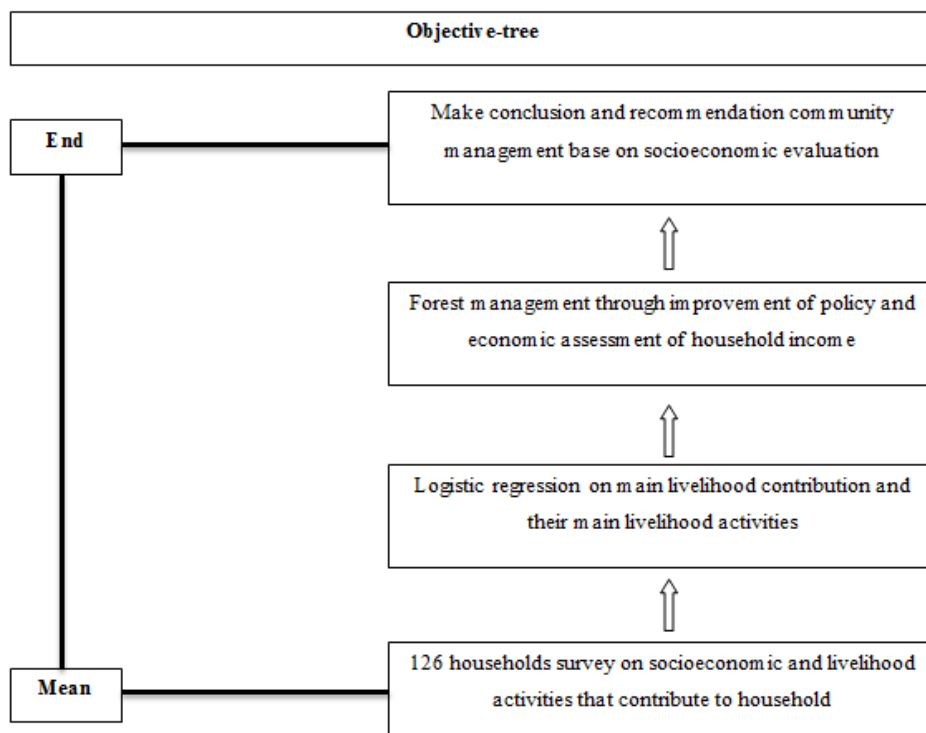 Objective-tree
End
Make conclusion and recommendation community
management base on socioeconomic evaluation
Forest management through improvement of policy and
economic assessment of household income
Logistic regression on main livelihood contribution and
their main livelihood activities
Mean
126 households survey on socioeconomic and livelihood
activities that contribute to household